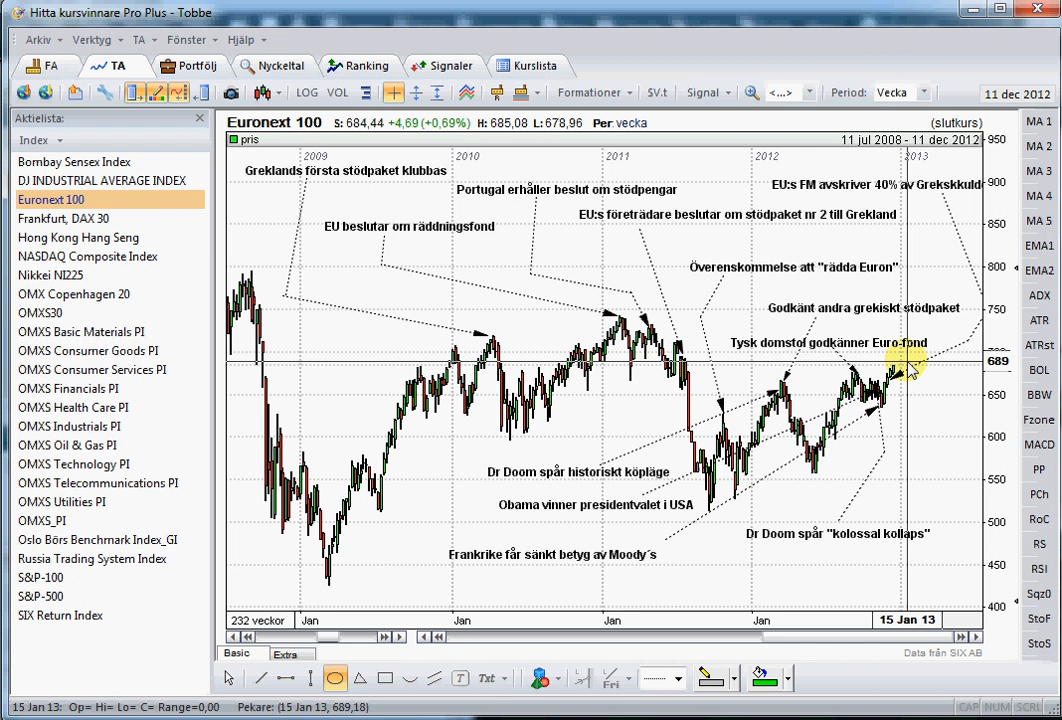 Hitta kursvinnare Pro Plus - Tobbe
Arkiv Verktyg TA Fönster Hjälp
FA TA Portfölj Nyckeltal Ranking Signaler Kurslista
LOG VOL R Formationer SV.t Signal <...> Period: Vecka 11 dec 2012
Aktielista:
Index
Bombay Sensex Index
DJ INDUSTRIAL AVERAGE INDEX
Euronext 100
Frankfurt, DAX 30
Hong Kong Hang Seng
NASDAQ Composite Index
Nikkei NI225
OMX Copenhagen 20
OMXS30
OMXS Basic Materials PI
OMXS Consumer Goods PI
OMXS Consumer Services PI
OMXS Financials PI
OMXS Health Care PI
OMXS Industrials PI
OMXS Oil & Gas PI
OMXS Technology PI
OMXS Telecommunications PI
OMXS Utilities PI
OMXS_PI
Oslo Börs Benchmark Index_GI
Russia Trading System Index
S&P-100
S&P-500
SIX Return Index
Euronext 100 S: 684,44 +4,69 (+0,69%) H: 685,08 L: 678,96 Per: vecka (slutkurs)
pris 11 jul 2008 - 11 dec 2012
2009 2010 2011 2012 2013
Greklands första stödpaket klubbas
Portugal erhåller beslut om stödpengar
EU:s FM avskriver 40% av Grekskkuld
EU:s företrädare beslutar om stödpaket nr 2 till Grekland
EU beslutar om räddningsfond
Överenskommelse att "rädda Euron"
Godkänt andra grekiskt stödpaket
Tysk domstol godkänner Euro-fond
Dr Doom spår historiskt köpläge
Obama vinner presidentvalet i USA
Dr Doom spår "kolossal kollaps"
Frankrike får sänkt betyg av Moody´s
950
900
850
800
750
689
650
600
550
500
450
400
232 veckor Jan Jan Jan Jan 15 Jan 13
Basic Extra Data från SIX AB
MA 1
MA 2
MA 3
MA 4
MA 5
EMA1
EMA2
ADX
ATR
ATRst
BOL
BBW
Fzone
MACD
PP
PCh
RoC
RS
RSI
Sqz0
StoF
StoS
T Txt Fri
15 Jan 13: Op= Hi= Lo= C= Range=0,00 Pekare: (15 Jan 13, 689,18) CAP NUM SCRL